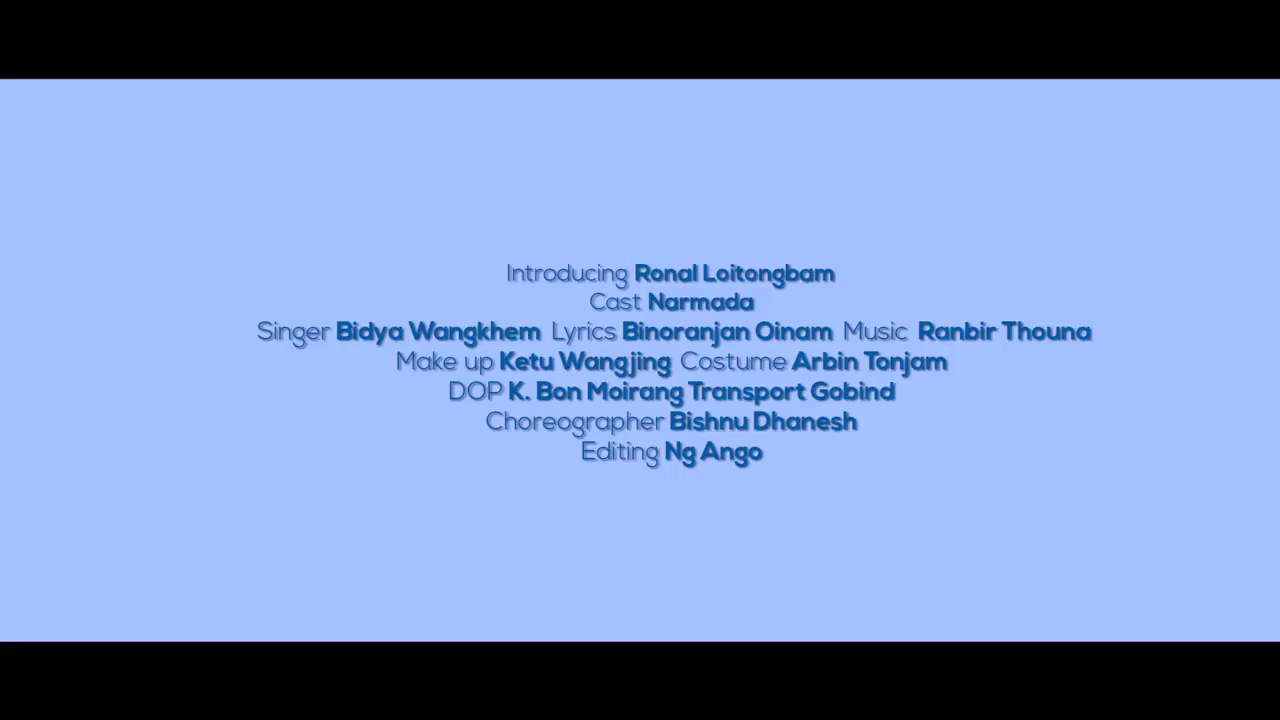 Introducing Ronal Loitongbam
Cast Narmada
Singer Bidya Wangkhem Lyrics Binoranjan Oinam Music Ranbir Thouna
Make up Ketu Wangjing Costume Arbin Tonjam
DOP K. Bon Moirang Transport Gobind
Choreographer Bishnu Dhanesh
Editing Ng Ango